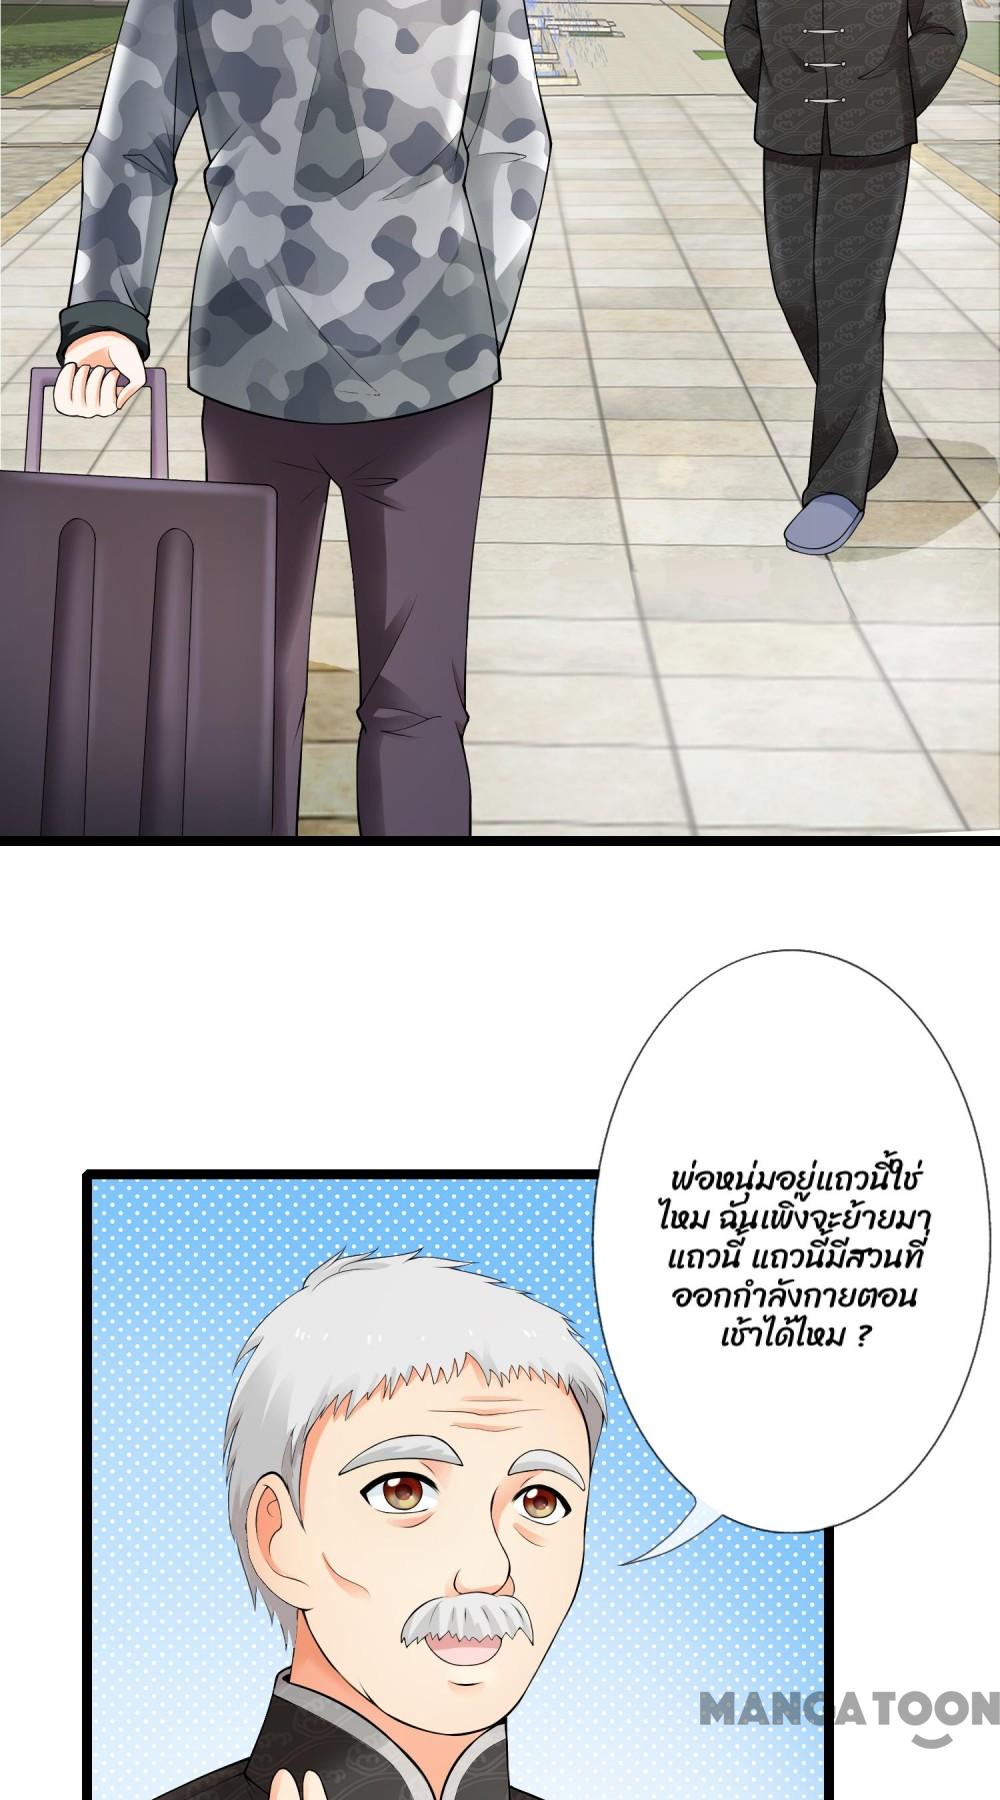 พ่อหนุ่มอยู่แถวนี้ใช่
ไหม ฉันเพิ่งจะย้ายมา
แถวนี้ แถวนี้มีสวนที่
ออกกำลังกายตอน
เช้าได้ไหม ?
MANGATOON